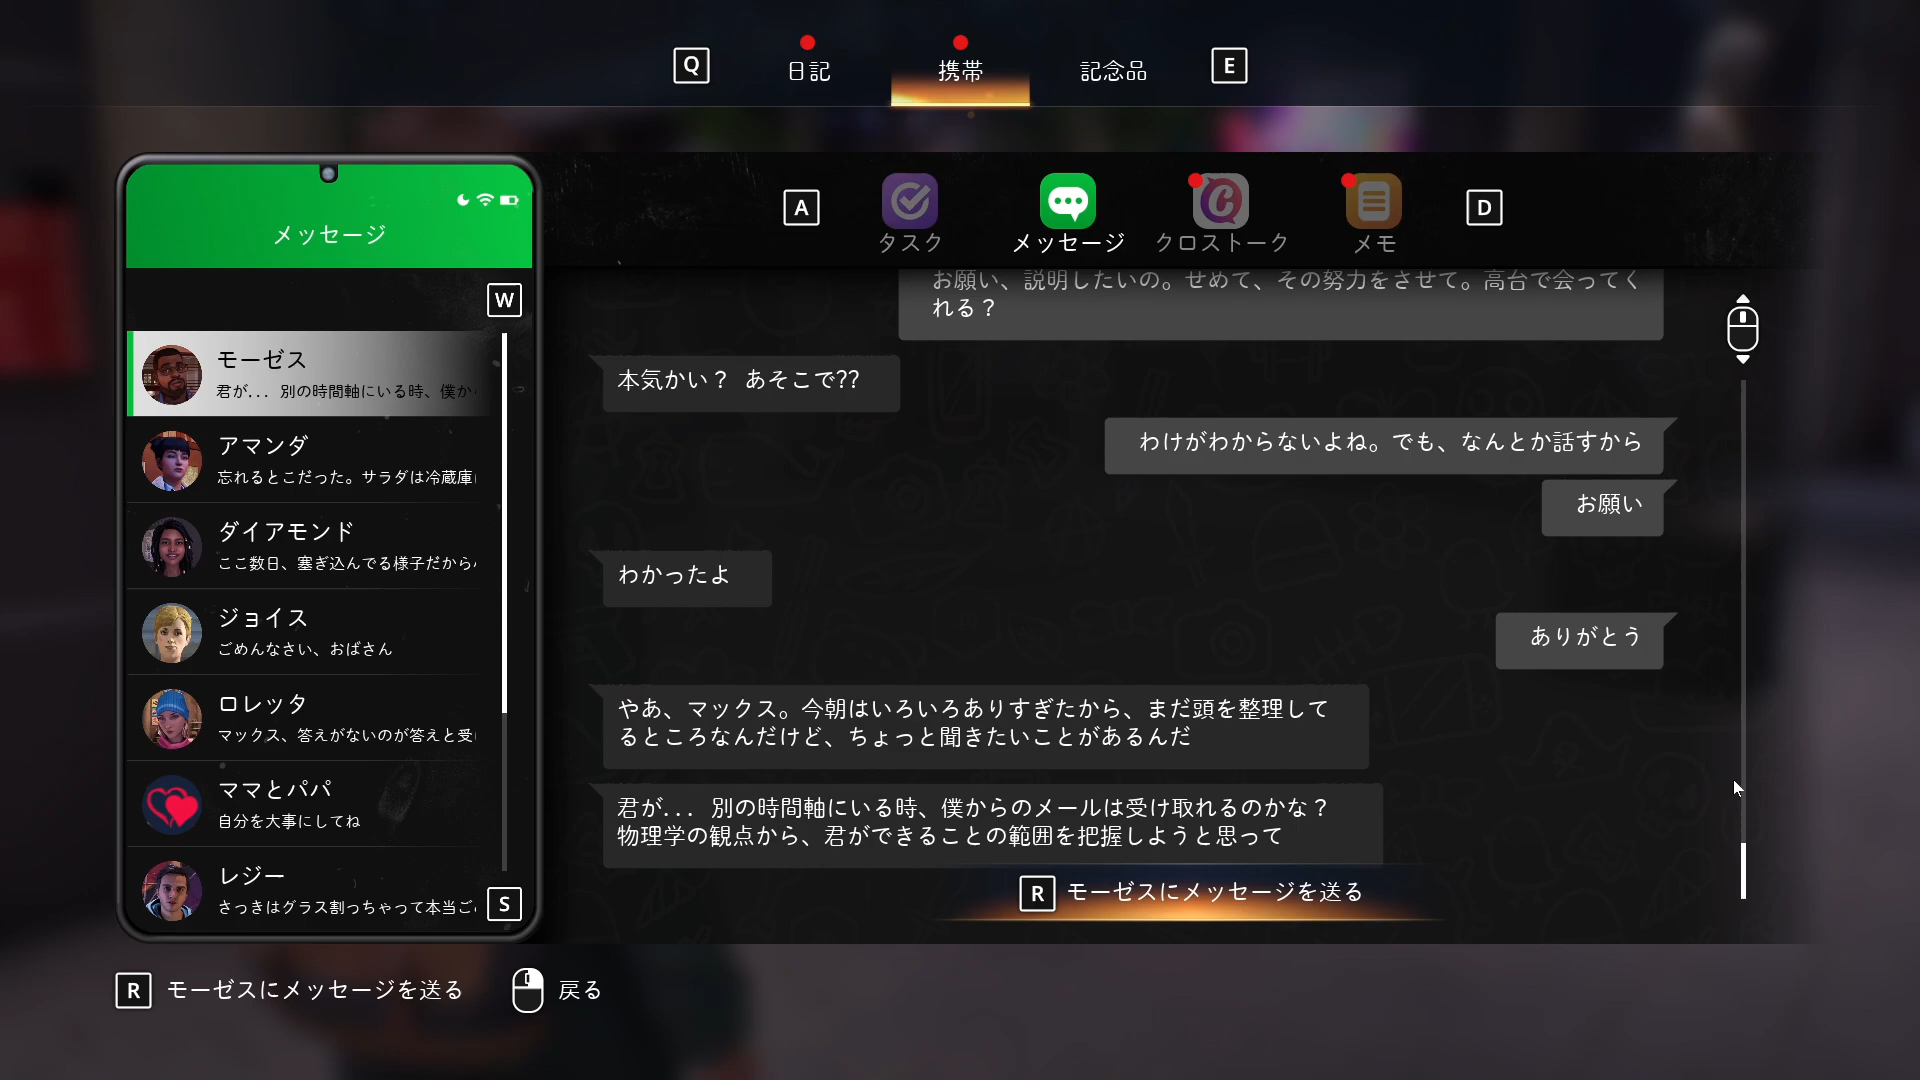 Q
日記
携帯
記念品
E
メッセージ
A
タスク
メッセージ
クロストーク
メモ
D
W
モーゼス
君が... 別の時間軸にいる時、僕か
アマンダ
忘れるとこだった。サラダは冷蔵庫
ダイアモンド
ここ数日、塞ぎ込んでる様子だから
ジョイス
ごめんなさい、おばさん
ロレッタ
マックス、答えがないのが答えと受
ママとパパ
自分を大事にしてね
レジー
さっきはグラス割っちゃって本当ご
S
お願い、説明したいの。せめて、その努力をさせて。高台で会ってく
れる？
本気かい？ あそこで??
わけがわからないよね。でも、なんとか話すから
お願い
わかったよ
ありがとう
やあ、マックス。今朝はいろいろありすぎたから、まだ頭を整理して
るところなんだけど、ちょっと聞きたいことがあるんだ
君が... 別の時間軸にいる時、僕からのメールは受け取れるのかな？
物理学の観点から、君ができることの範囲を把握しようと思って
R モーゼスにメッセージを送る
R モーゼスにメッセージを送る
戻る